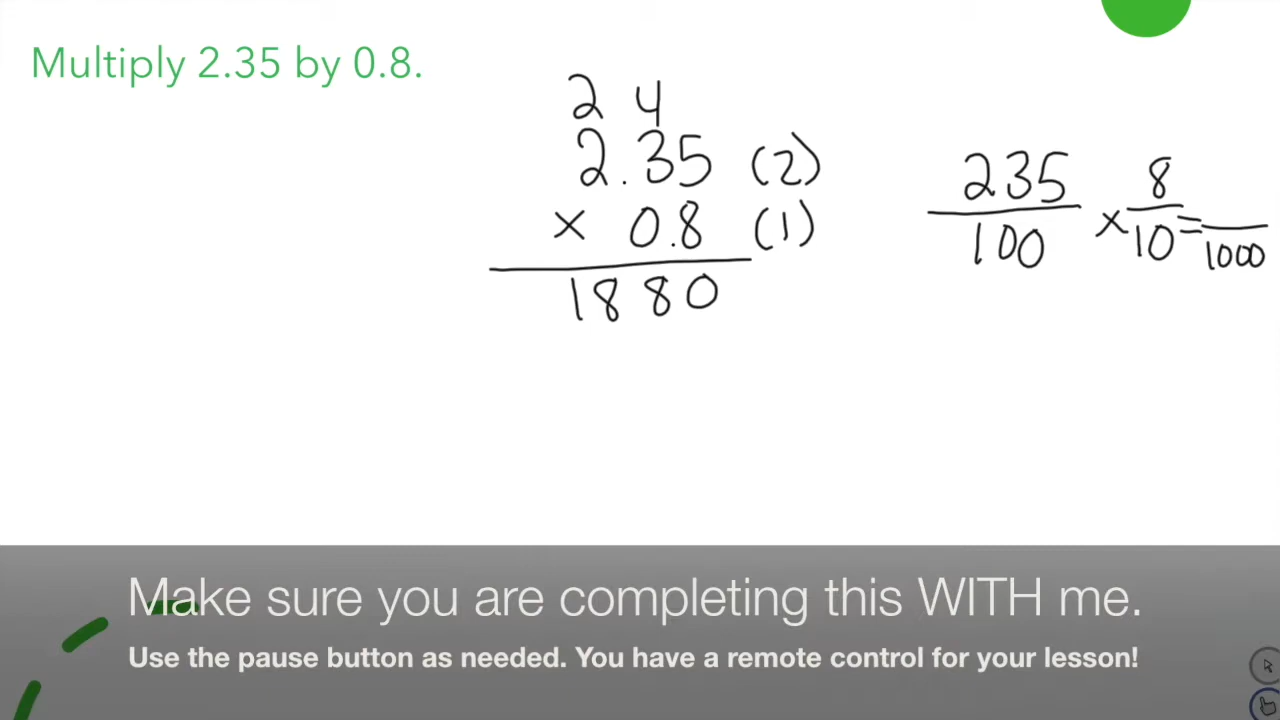 Multiply 2.35 by 0.8.
2 4
2.35 (2)
× 0.8 (1)
1880
235/100 × 8/10 = /1000
Make sure you are completing this WITH me.
Use the pause button as needed. You have a remote control for your lesson!